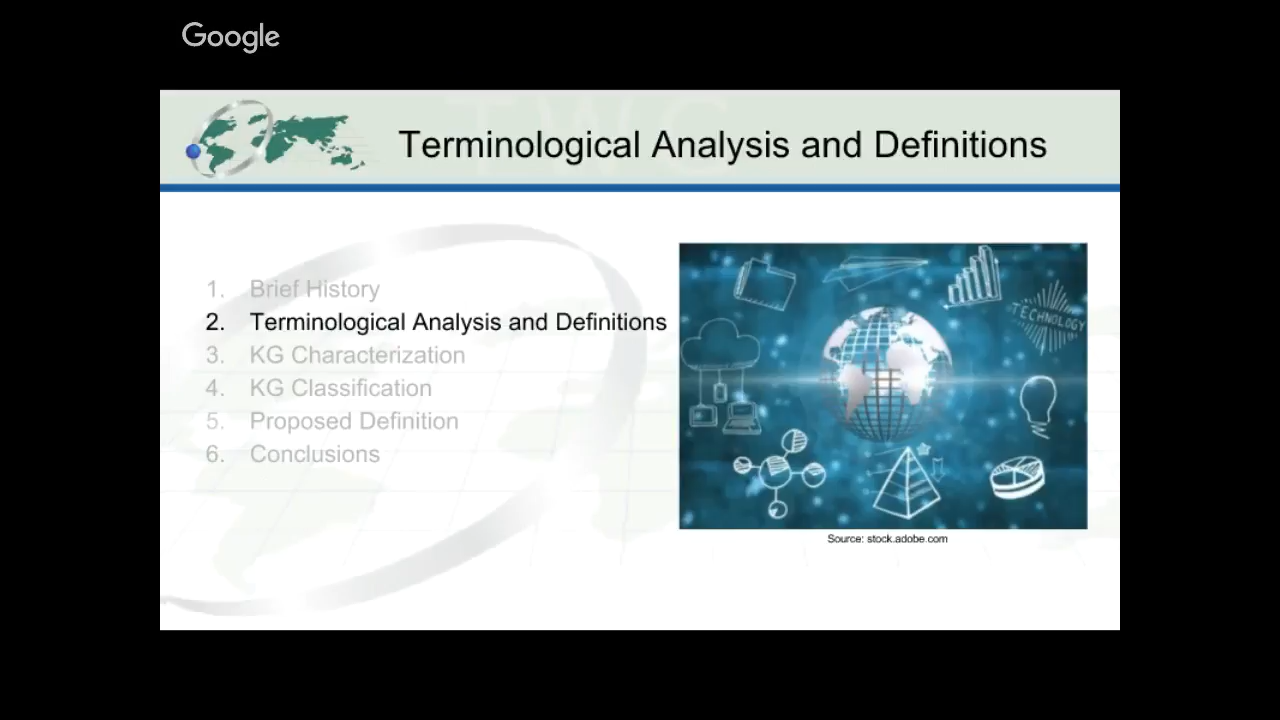 Google
TWC
Terminological Analysis and Definitions
1. Brief History
2. Terminological Analysis and Definitions
3. KG Characterization
4. KG Classification
5. Proposed Definition
6. Conclusions
TECHNOLOGY
Source: stock.adobe.com